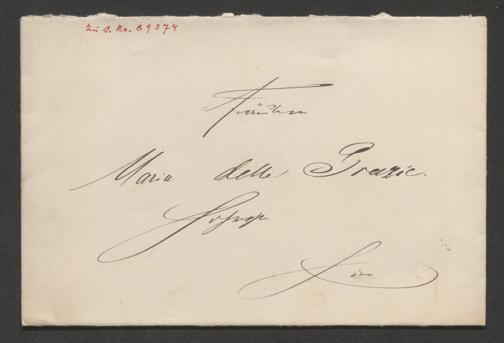 Zu S. Nr. 69374
Fräulein
Maria delle Grazie.